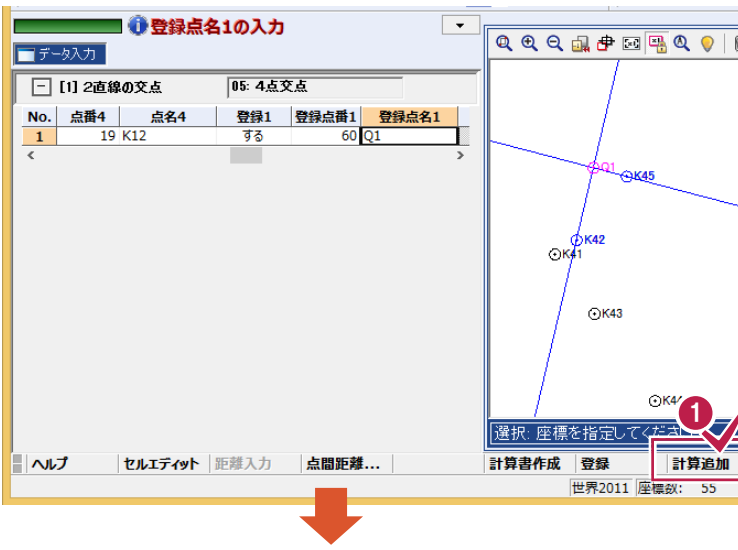 登録点名1の入力
データ入力
[1] 2直線の交点 05: 4点交点
No. 点番4 点名4 登録1 登録点番1 登録点名1
1 19 K12 する 60 Q1
Q1
K45
K42
K41
K43
K44
1
選択: 座標を指定してください
ヘルプ セルエディット 距離入力 点間距離... 計算書作成 登録 計算追加
世界2011 座標数: 55